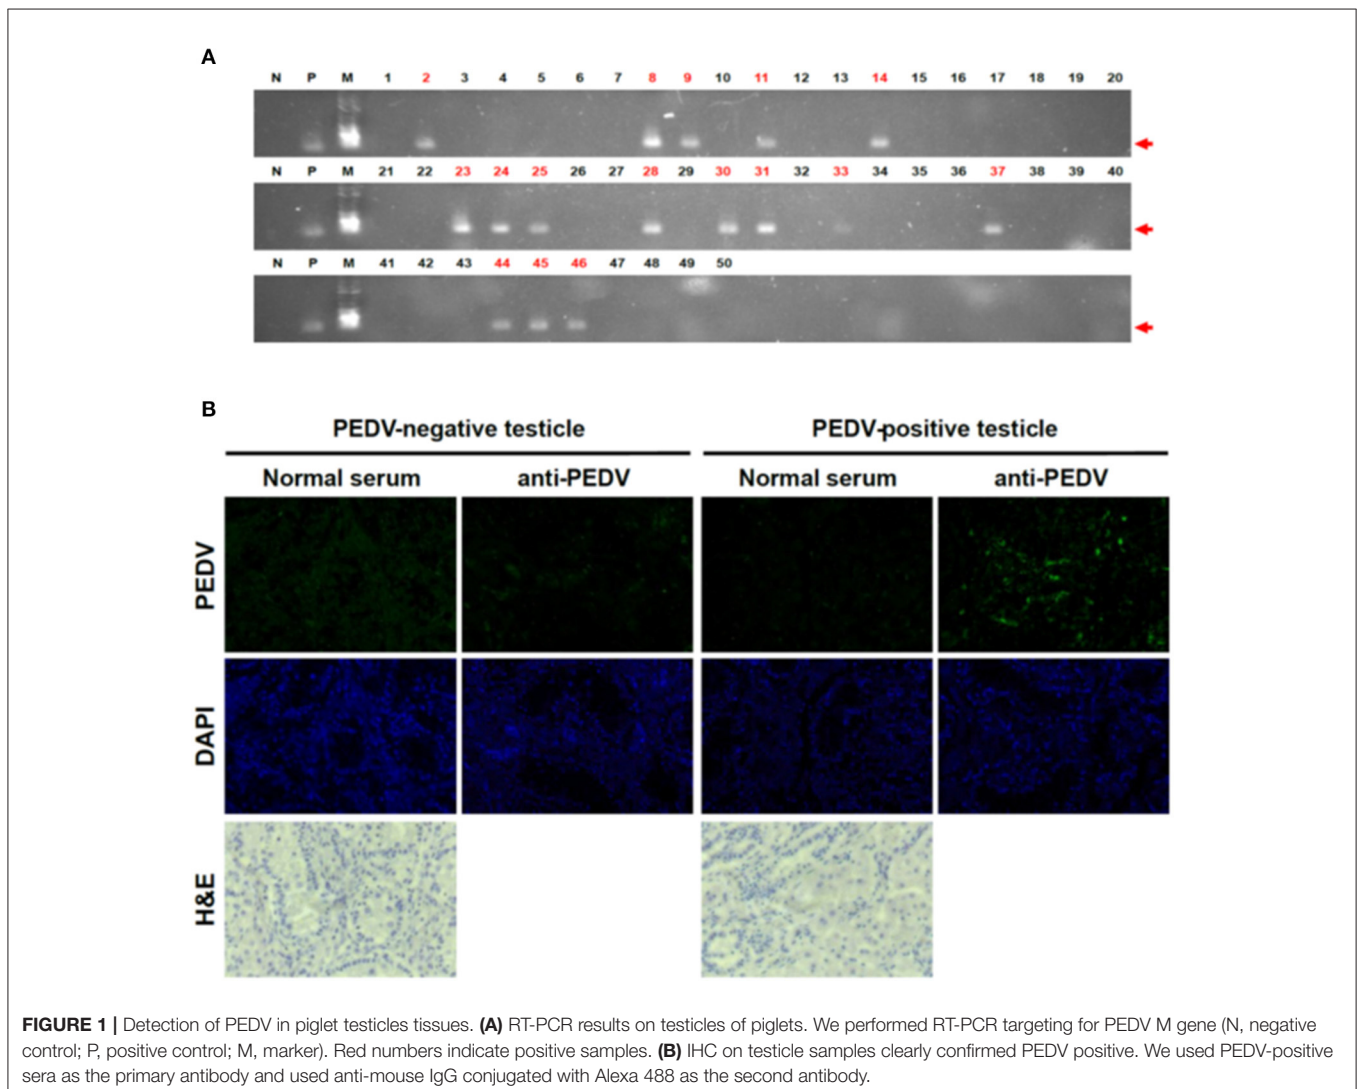 A
N P M 1 2 3 4 5 6 7 8 9 10 11 12 13 14 15 16 17 18 19 20
N P M 21 22 23 24 25 26 27 28 29 30 31 32 33 34 35 36 37 38 39 40
N P M 41 42 43 44 45 46 47 48 49 50
B
PEDV-negative testicle PEDV-positive testicle
Normal serum anti-PEDV Normal serum anti-PEDV
PEDV
DAPI
H&E
FIGURE 1 | Detection of PEDV in piglet testicles tissues. (A) RT-PCR results on testicles of piglets. We performed RT-PCR targeting for PEDV M gene (N, negative
control; P, positive control; M, marker). Red numbers indicate positive samples. (B) IHC on testicle samples clearly confirmed PEDV positive. We used PEDV-positive
sera as the primary antibody and used anti-mouse IgG conjugated with Alexa 488 as the second antibody.